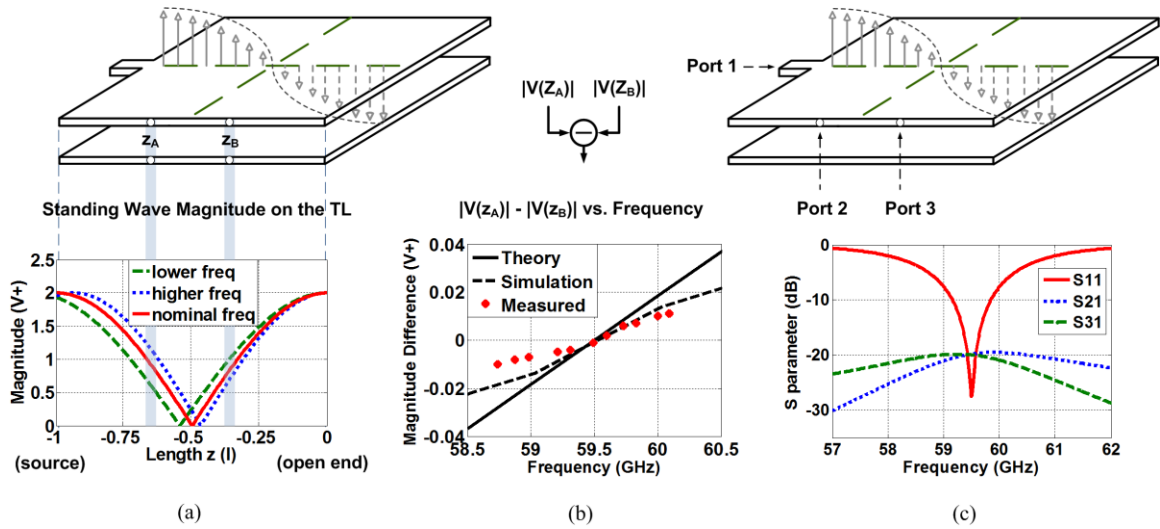 (a)
z_A z_B
Standing Wave Magnitude on the TL
Magnitude (V+)
2.5
2
1.5
1
0.5
0
lower freq
higher freq
nominal freq
-1 -0.75 -0.5 -0.25 0
(source) Length z (l) (open end)
(a)
|V(Z_A)| |V(Z_B)|
−
|V(z_A)| - |V(z_B)| vs. Frequency
Magnitude Difference (V+)
0.04
0.02
0
-0.02
-0.04
Theory
Simulation
Measured
58.5 59 59.5 60 60.5
Frequency (GHz)
(b)
(c)
Port 1
Port 2 Port 3
S parameter (dB)
0
-10
-20
-30
S11
S21
S31
57 58 59 60 61 62
Frequency (GHz)
(c)